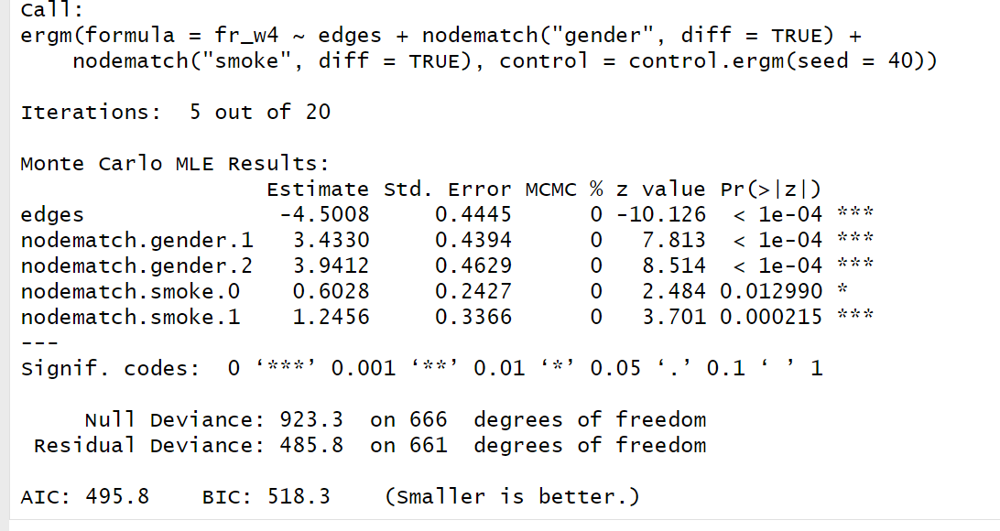 Call:
ergm(formula = fr_w4 ~ edges + nodematch("gender", diff = TRUE) +
    nodematch("smoke", diff = TRUE), control = control.ergm(seed = 40))

Iterations:  5 out of 20

Monte Carlo MLE Results:
                   Estimate Std. Error MCMC % z value Pr(>|z|)
edges               -4.5008     0.4445      0 -10.126  < 1e-04 ***
nodematch.gender.1   3.4330     0.4394      0   7.813  < 1e-04 ***
nodematch.gender.2   3.9412     0.4629      0   8.514  < 1e-04 ***
nodematch.smoke.0    0.6028     0.2427      0   2.484 0.012990 *
nodematch.smoke.1    1.2456     0.3366      0   3.701 0.000215 ***
---
Signif. codes:  0 ‘***’ 0.001 ‘**’ 0.01 ‘*’ 0.05 ‘.’ 0.1 ‘ ’ 1

     Null Deviance: 923.3  on 666  degrees of freedom
 Residual Deviance: 485.8  on 661  degrees of freedom

AIC: 495.8    BIC: 518.3    (Smaller is better.)